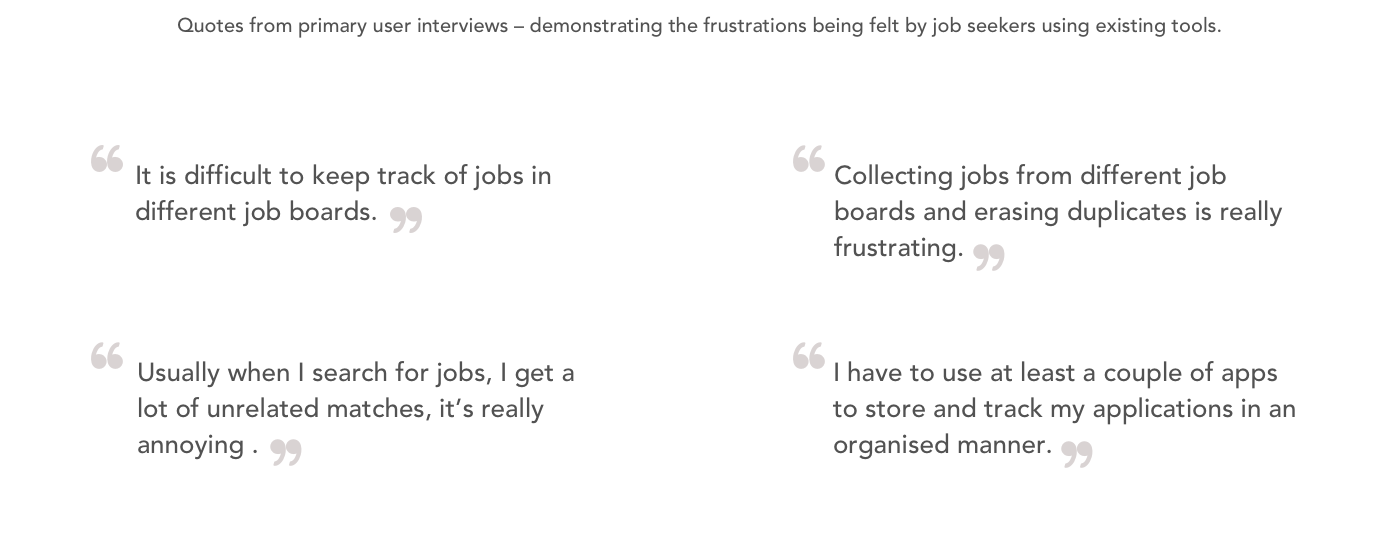 Quotes from primary user interviews – demonstrating the frustrations being felt by job seekers using existing tools.
“It is difficult to keep track of jobs in
different job boards. ”
“Collecting jobs from different job
boards and erasing duplicates is really
frustrating. ”
“Usually when I search for jobs, I get a
lot of unrelated matches, it’s really
annoying . ”
“I have to use at least a couple of apps
to store and track my applications in an
organised manner. ”